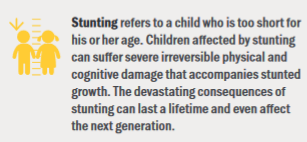 Stunting refers to a child who is too short for
his or her age. Children affected by stunting
can suffer severe irreversible physical and
cognitive damage that accompanies stunted
growth. The devastating consequences of
stunting can last a lifetime and even affect
the next generation.